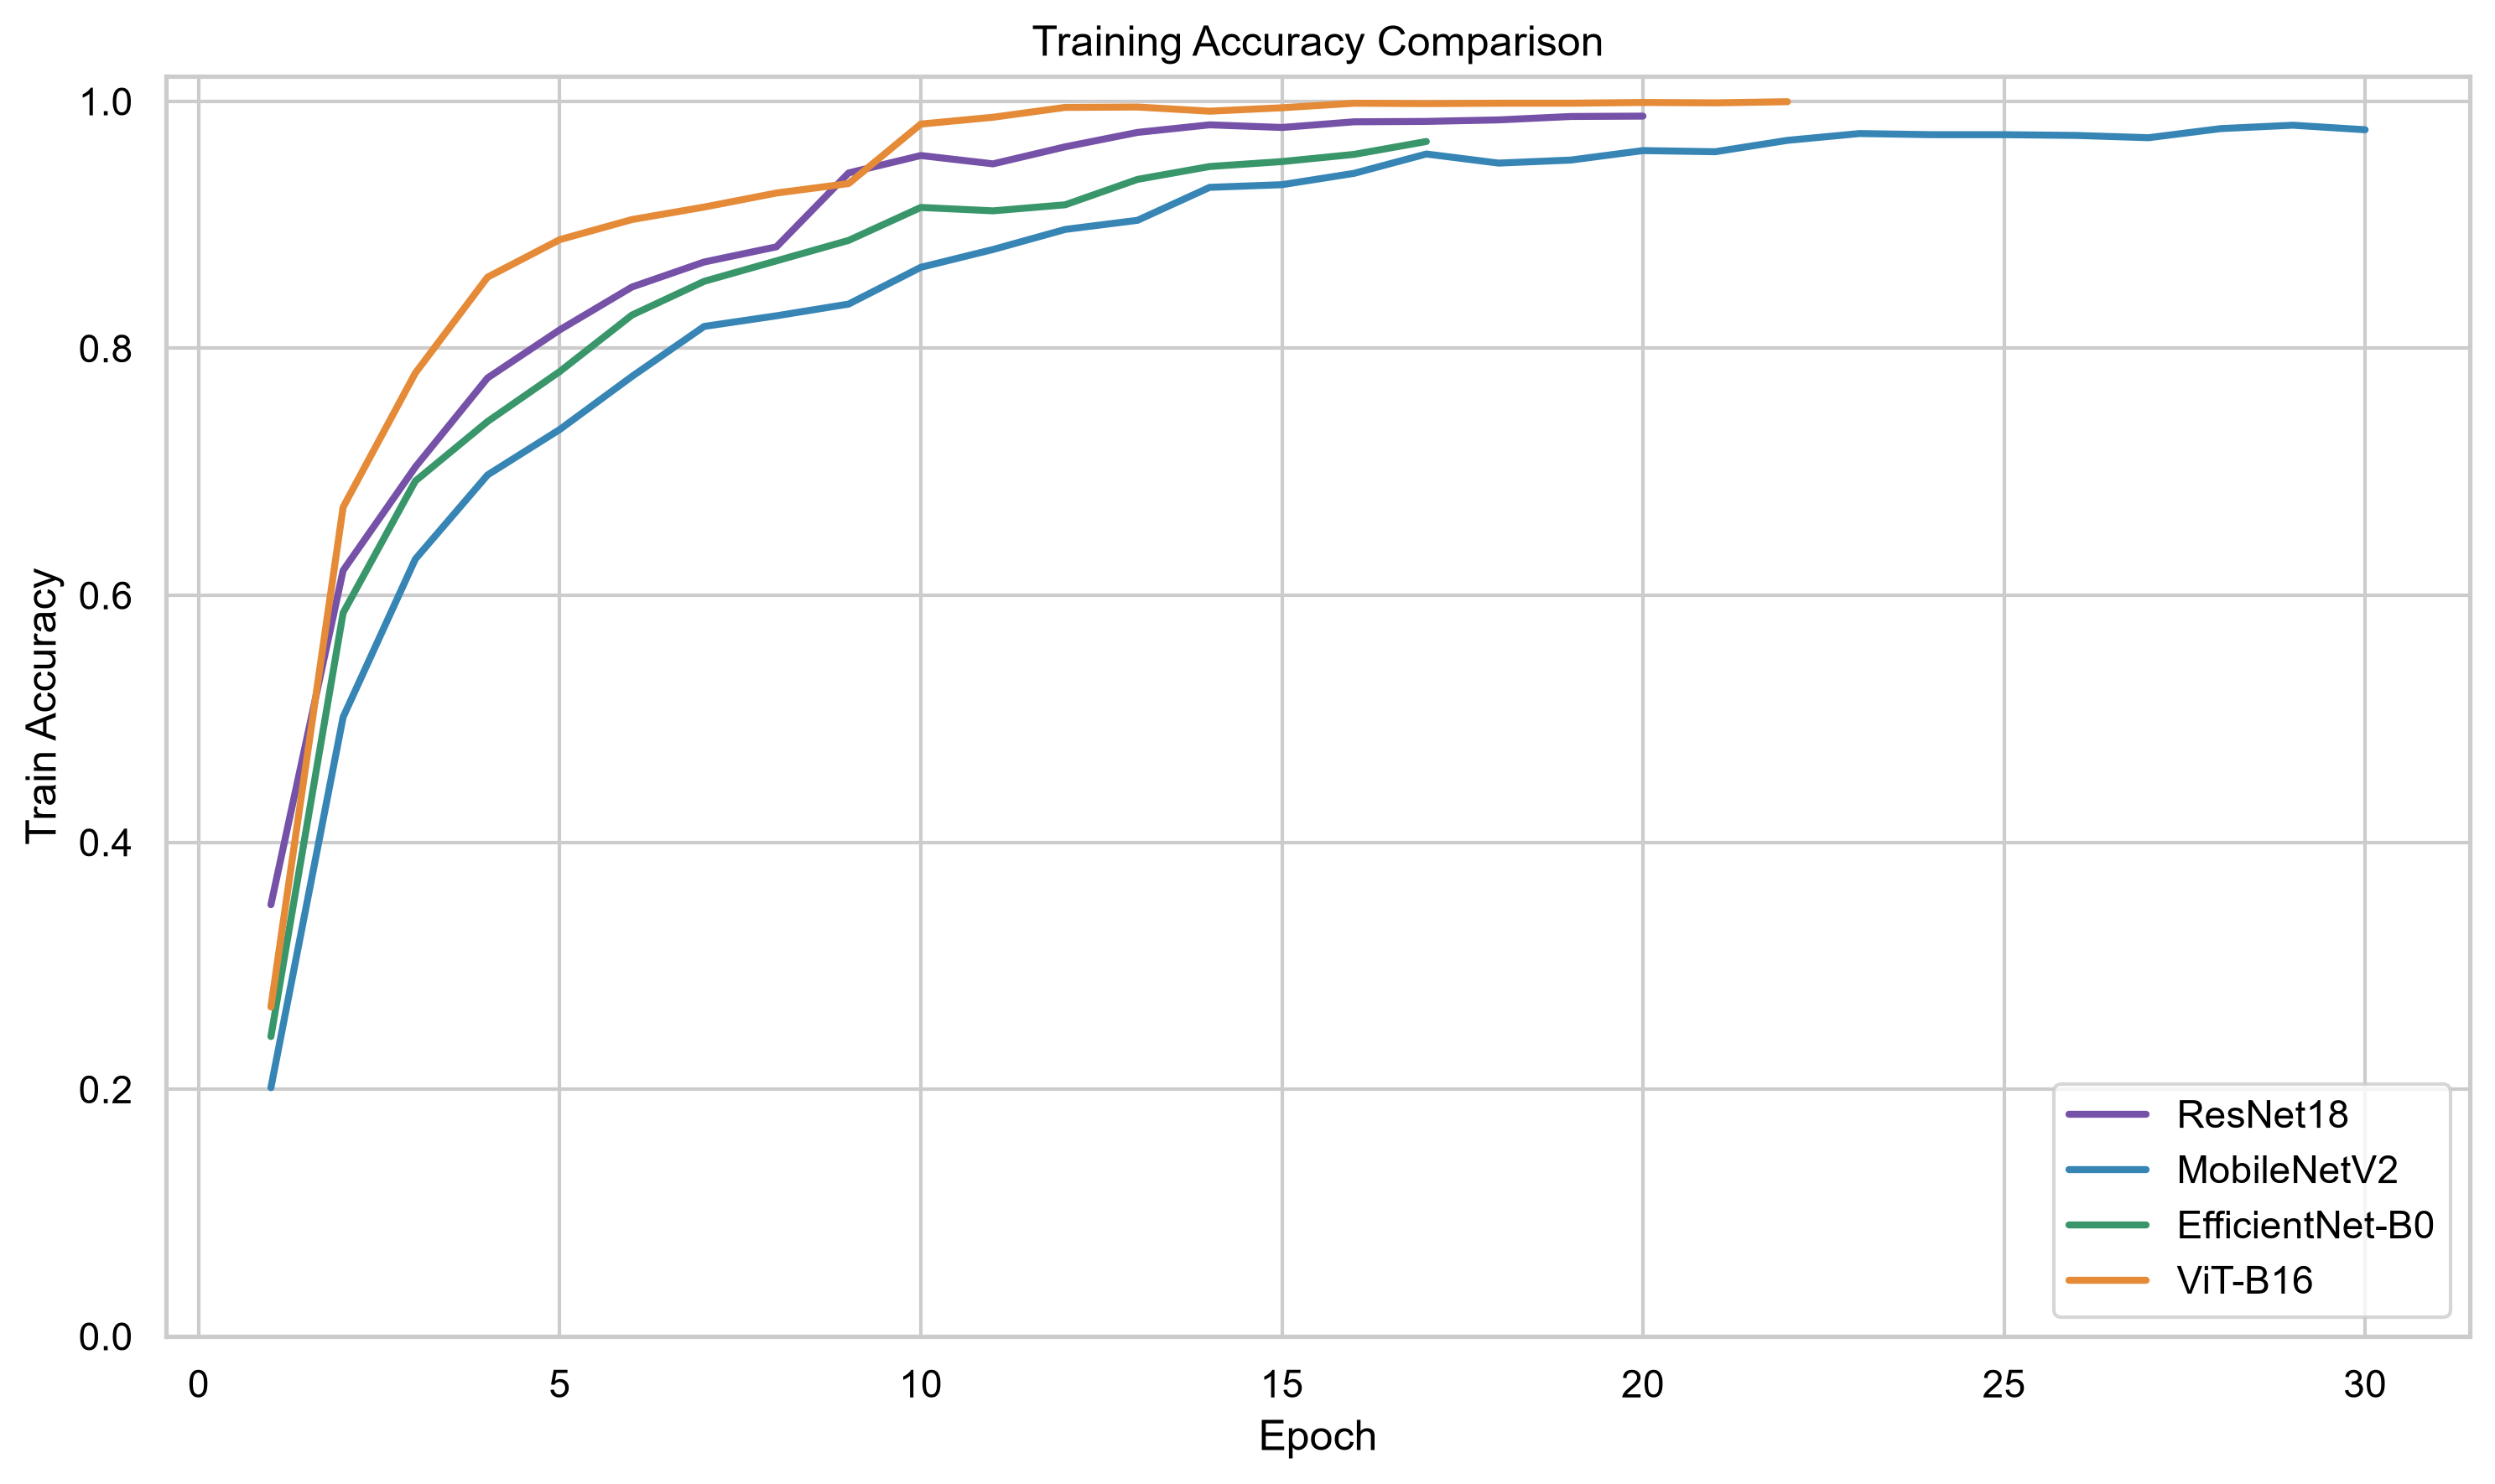 Training Accuracy Comparison
1.0
0.8
0.6
0.4
0.2
0.0
Train Accuracy
0 5 10 15 20 25 30
Epoch
ResNet18
MobileNetV2
EfficientNet-B0
ViT-B16